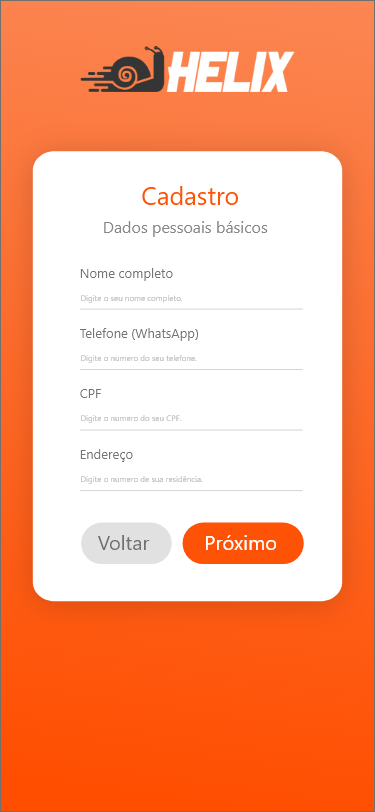 HELIX
Cadastro
Dados pessoais básicos
Nome completo
Digite o seu nome completo.
Telefone (WhatsApp)
Digite o numero do seu telefone.
CPF
Digite o numero do seu CPF.
Endereço
Digite o numero de sua residência.
Voltar Próximo